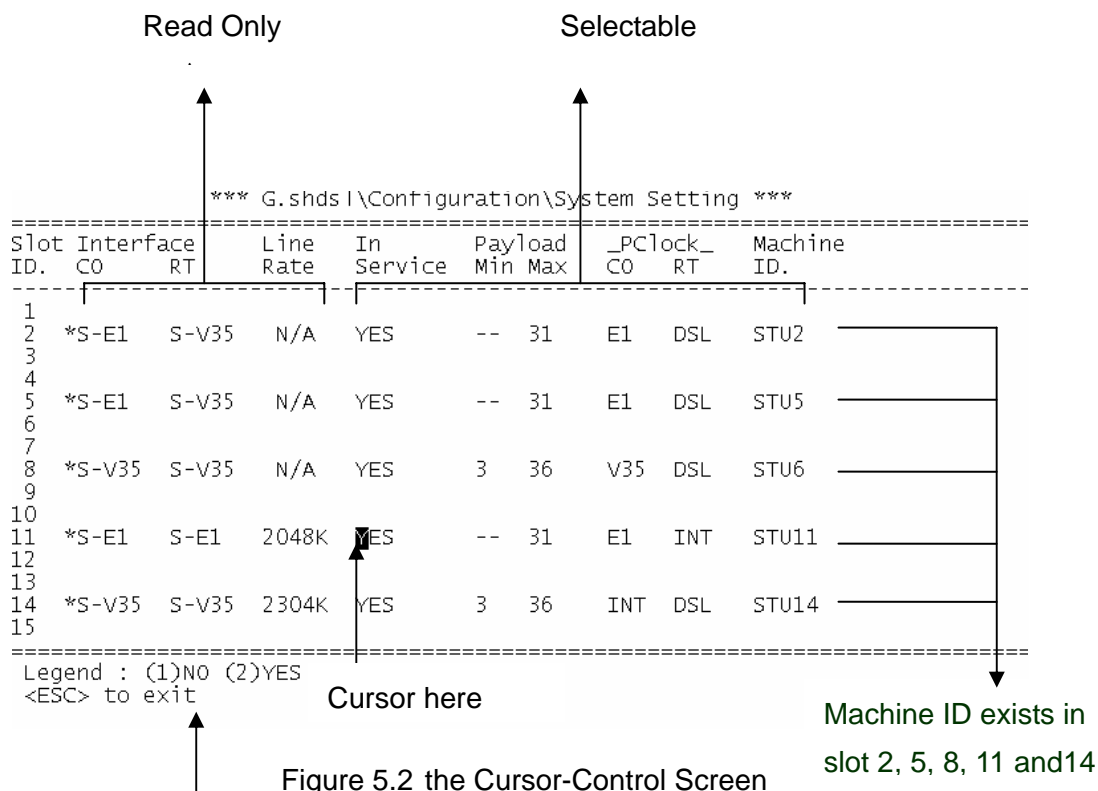 Read Only Selectable
*** G.shdsl\Configuration\System Setting ***
Slot Interface Line In Payload _PClock_ Machine
ID. CO RT Rate Service Min Max CO RT ID.
1
2 *S-E1 S-V35 N/A YES -- 31 E1 DSL STU2
3
4
5 *S-E1 S-V35 N/A YES -- 31 E1 DSL STU5
6
7
8 *S-V35 S-V35 N/A YES 3 36 V35 DSL STU6
9
10
11 *S-E1 S-E1 2048K YES -- 31 E1 INT STU11
12
13
14 *S-V35 S-V35 2304K YES 3 36 INT DSL STU14
15
Legend : (1)NO (2)YES
<ESC> to exit
Cursor here
Machine ID exists in
slot 2, 5, 8, 11 and14
Figure 5.2 the Cursor-Control Screen